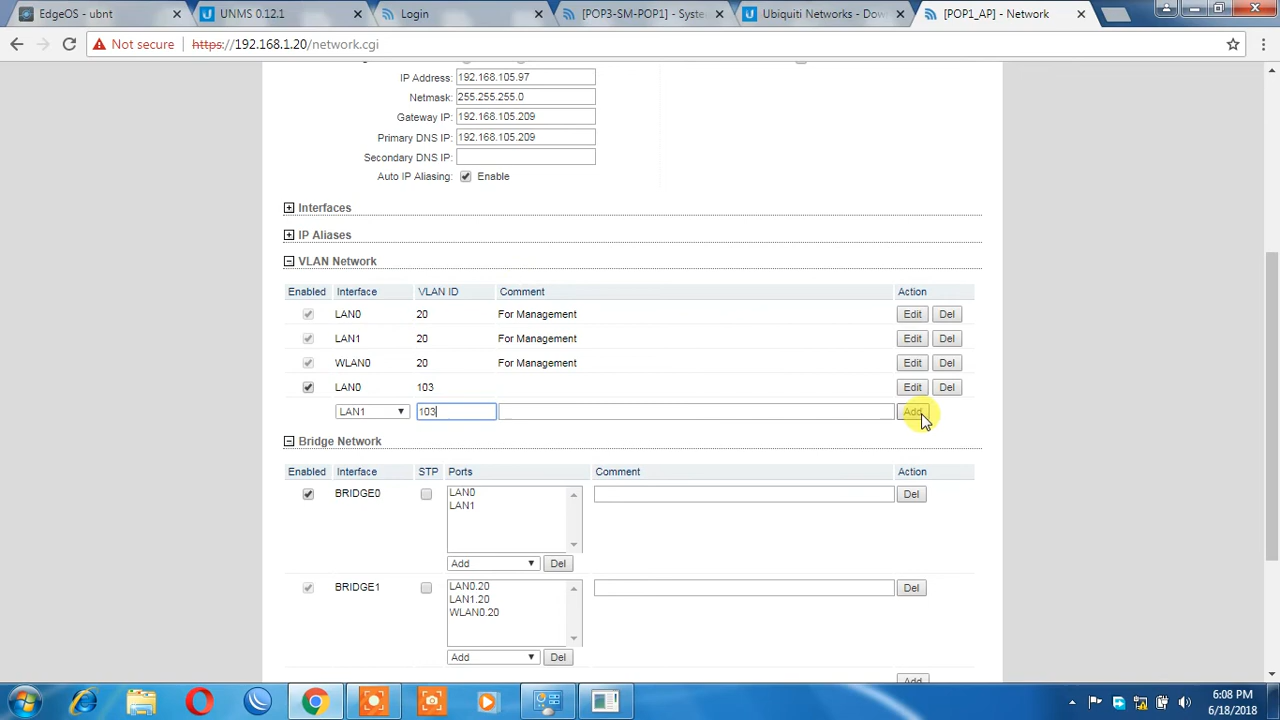 EdgeOS - ubnt
UNMS 0.12.1
Login
[POP3-SM-POP1] - Syste
Ubiquiti Networks - Dow
[POP1_AP] - Network
Not secure
https://192.168.1.20/network.cgi
IP Address: 192.168.105.97
Netmask: 255.255.255.0
Gateway IP: 192.168.105.209
Primary DNS IP: 192.168.105.209
Secondary DNS IP:
Auto IP Aliasing: Enable
Interfaces
IP Aliases
VLAN Network
Enabled Interface VLAN ID Comment Action
LAN0 20 For Management Edit Del
LAN1 20 For Management Edit Del
WLAN0 20 For Management Edit Del
LAN0 103 Edit Del
LAN1 103 Add
Bridge Network
Enabled Interface STP Ports Comment Action
BRIDGE0 LAN0 Del
LAN1
Add Del
BRIDGE1 LAN0.20 Del
LAN1.20
WLAN0.20
Add Del
Add
6:08 PM
6/18/2018